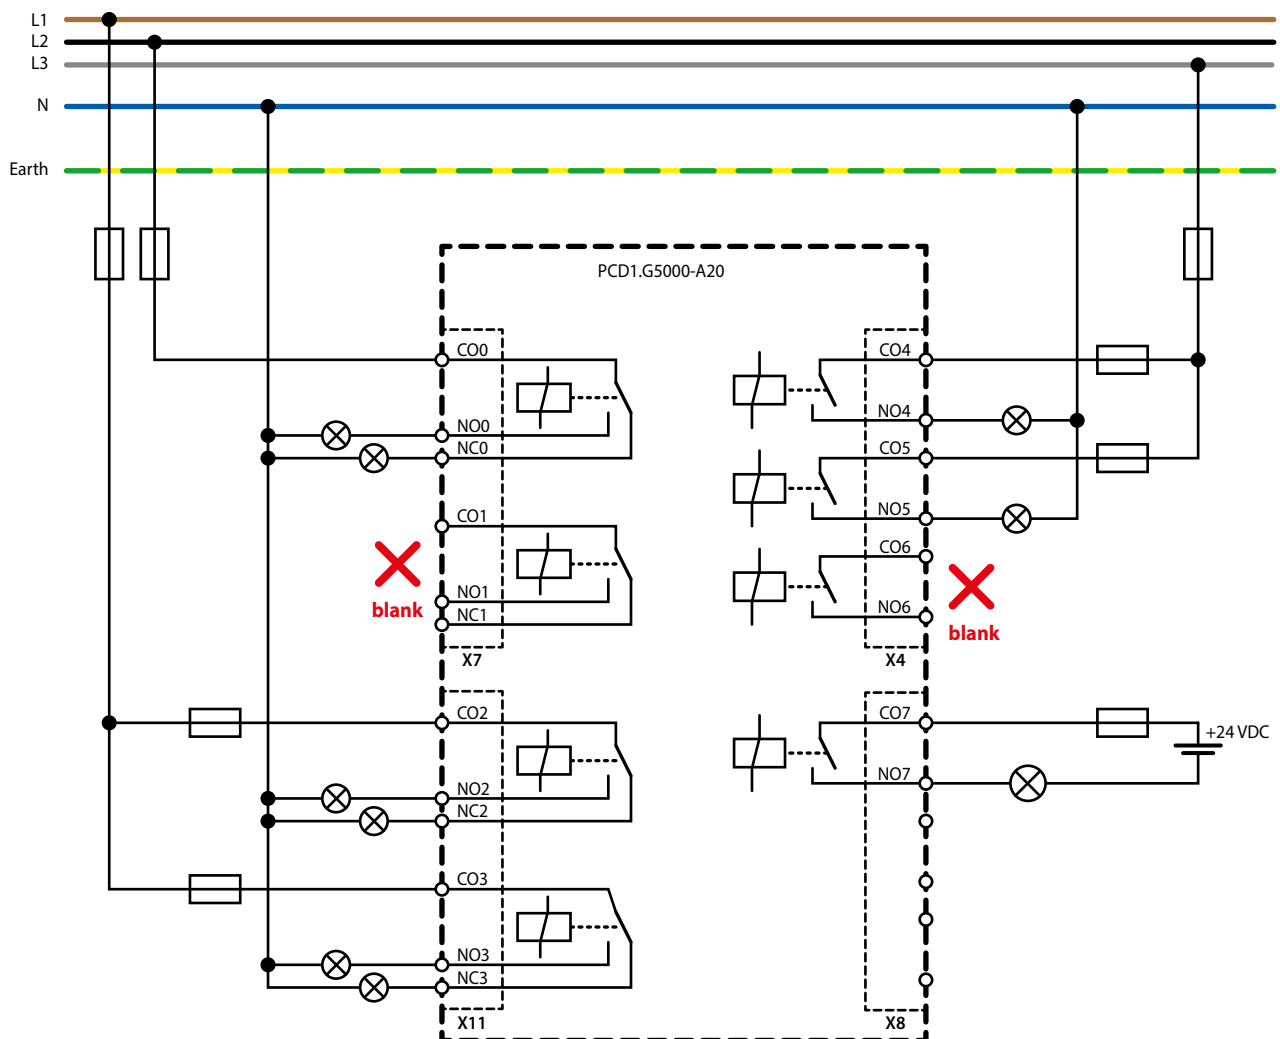 L1
L2
L3
N
Earth
PCD1.G5000-A20
CO0
NO0
NC0
CO1
NO1
NC1
blank
X7
CO4
NO4
CO5
NO5
CO6
NO6
blank
X4
CO2
NO2
NC2
CO3
NO3
NC3
X11
CO7
+24 VDC
NO7
X8